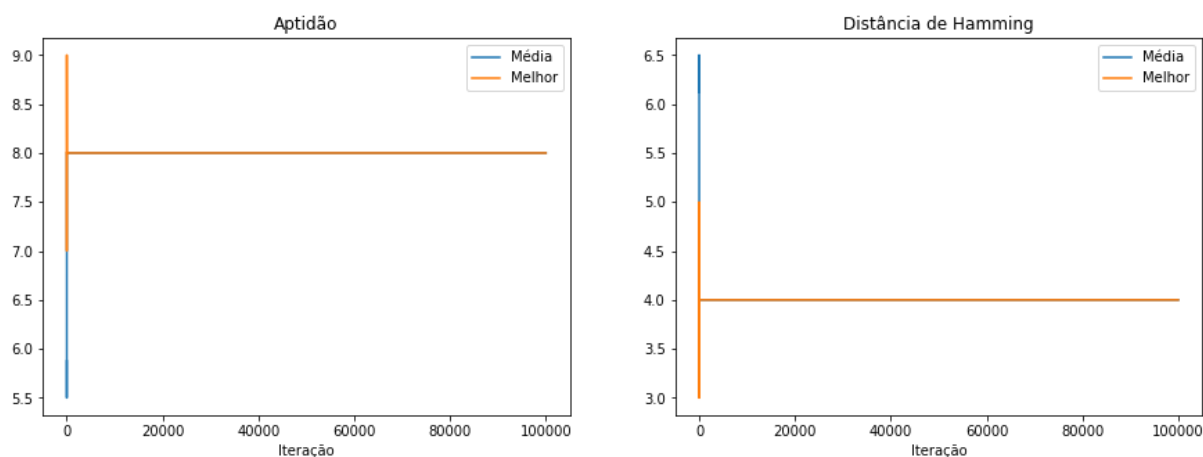 Aptidão
9.0
8.5
8.0
7.5
7.0
6.5
6.0
5.5
0 20000 40000 60000 80000 100000
Iteração
Média
Melhor
Distância de Hamming
6.5
6.0
5.5
5.0
4.5
4.0
3.5
3.0
0 20000 40000 60000 80000 100000
Iteração
Média
Melhor